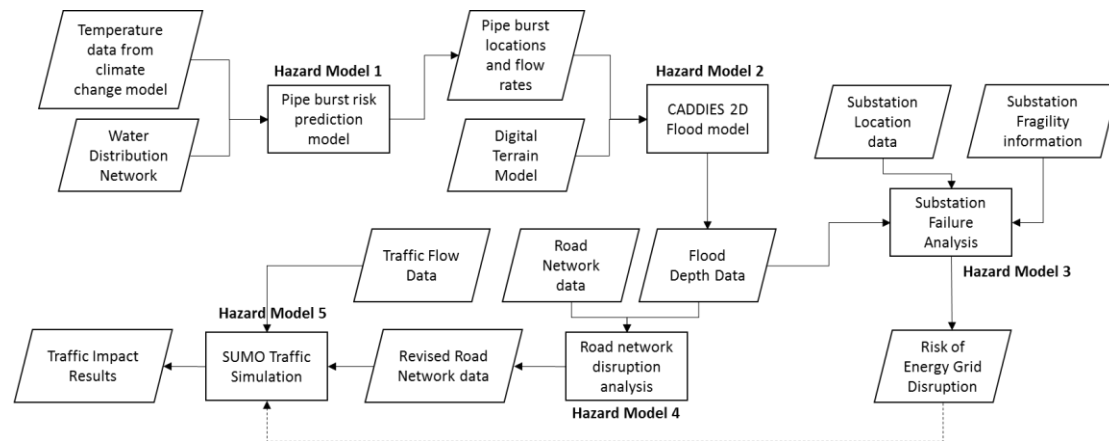 Temperature
data from
climate
change model
Water
Distribution
Network
Hazard Model 1
Pipe burst risk
prediction
model
Pipe burst
locations
and flow
rates
Digital
Terrain
Model
Hazard Model 2
CADDIES 2D
Flood model
Substation
Location
data
Substation
Fragility
information
Substation
Failure
Analysis
Hazard Model 3
Traffic Flow
Data
Road
Network
data
Flood
Depth Data
Hazard Model 5
Traffic Impact
Results
SUMO Traffic
Simulation
Revised Road
Network data
Road network
disruption
analysis
Hazard Model 4
Risk of
Energy Grid
Disruption